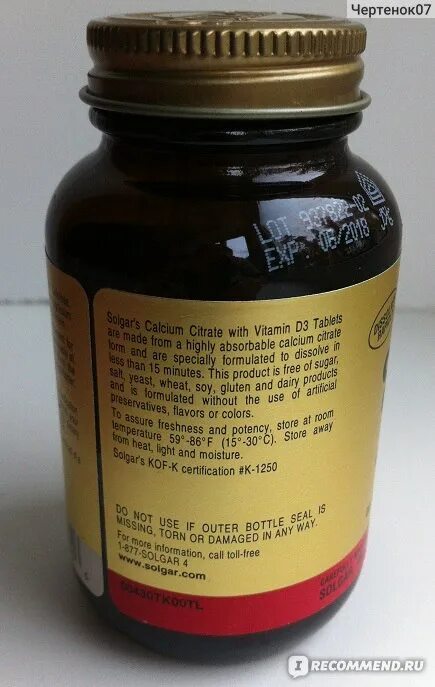 Чертенок07
LOT 937822-02
EXP 06/2018
Solgar's Calcium Citrate with Vitamin D3 Tablets
are made from a highly absorbable calcium citrate
form and are specially formulated to dissolve in
less than 15 minutes. This product is free of sugar,
salt, yeast, wheat, soy, gluten and dairy products
and is formulated without the use of artificial
preservatives, flavors or colors.
To assure freshness and potency, store at room
temperature 59°-86°F (15°-30°C). Store away
from heat, light and moisture.
Solgar's KOF-K certification #K-1250
DO NOT USE IF OUTER BOTTLE SEAL IS
MISSING, TORN OR DAMAGED IN ANY WAY.
For more information, call toll-free
1-877-SOLGAR 4
www.solgar.com
SOLGAR
I RECOMMEND.RU